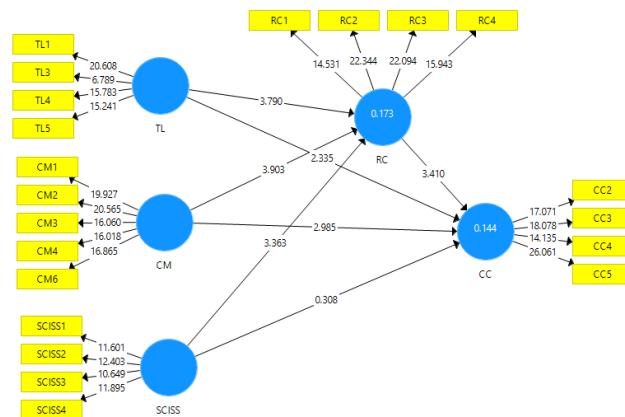 RC1 RC2 RC3 RC4
14.531 22.344 22.094 15.943
TL1
TL3
TL4
TL5
20.608
6.789
15.783
15.241
TL
3.790
0.173
RC
CM1
CM2
CM3
CM4
CM6
19.927
20.565
16.060
16.018
16.865
CM
3.903
2.335
3.410
2.985
3.363
0.308
0.144
CC
CC2
CC3
CC4
CC5
17.071
18.078
14.135
26.061
SCISS1
SCISS2
SCISS3
SCISS4
11.601
12.403
10.649
11.895
SCISS